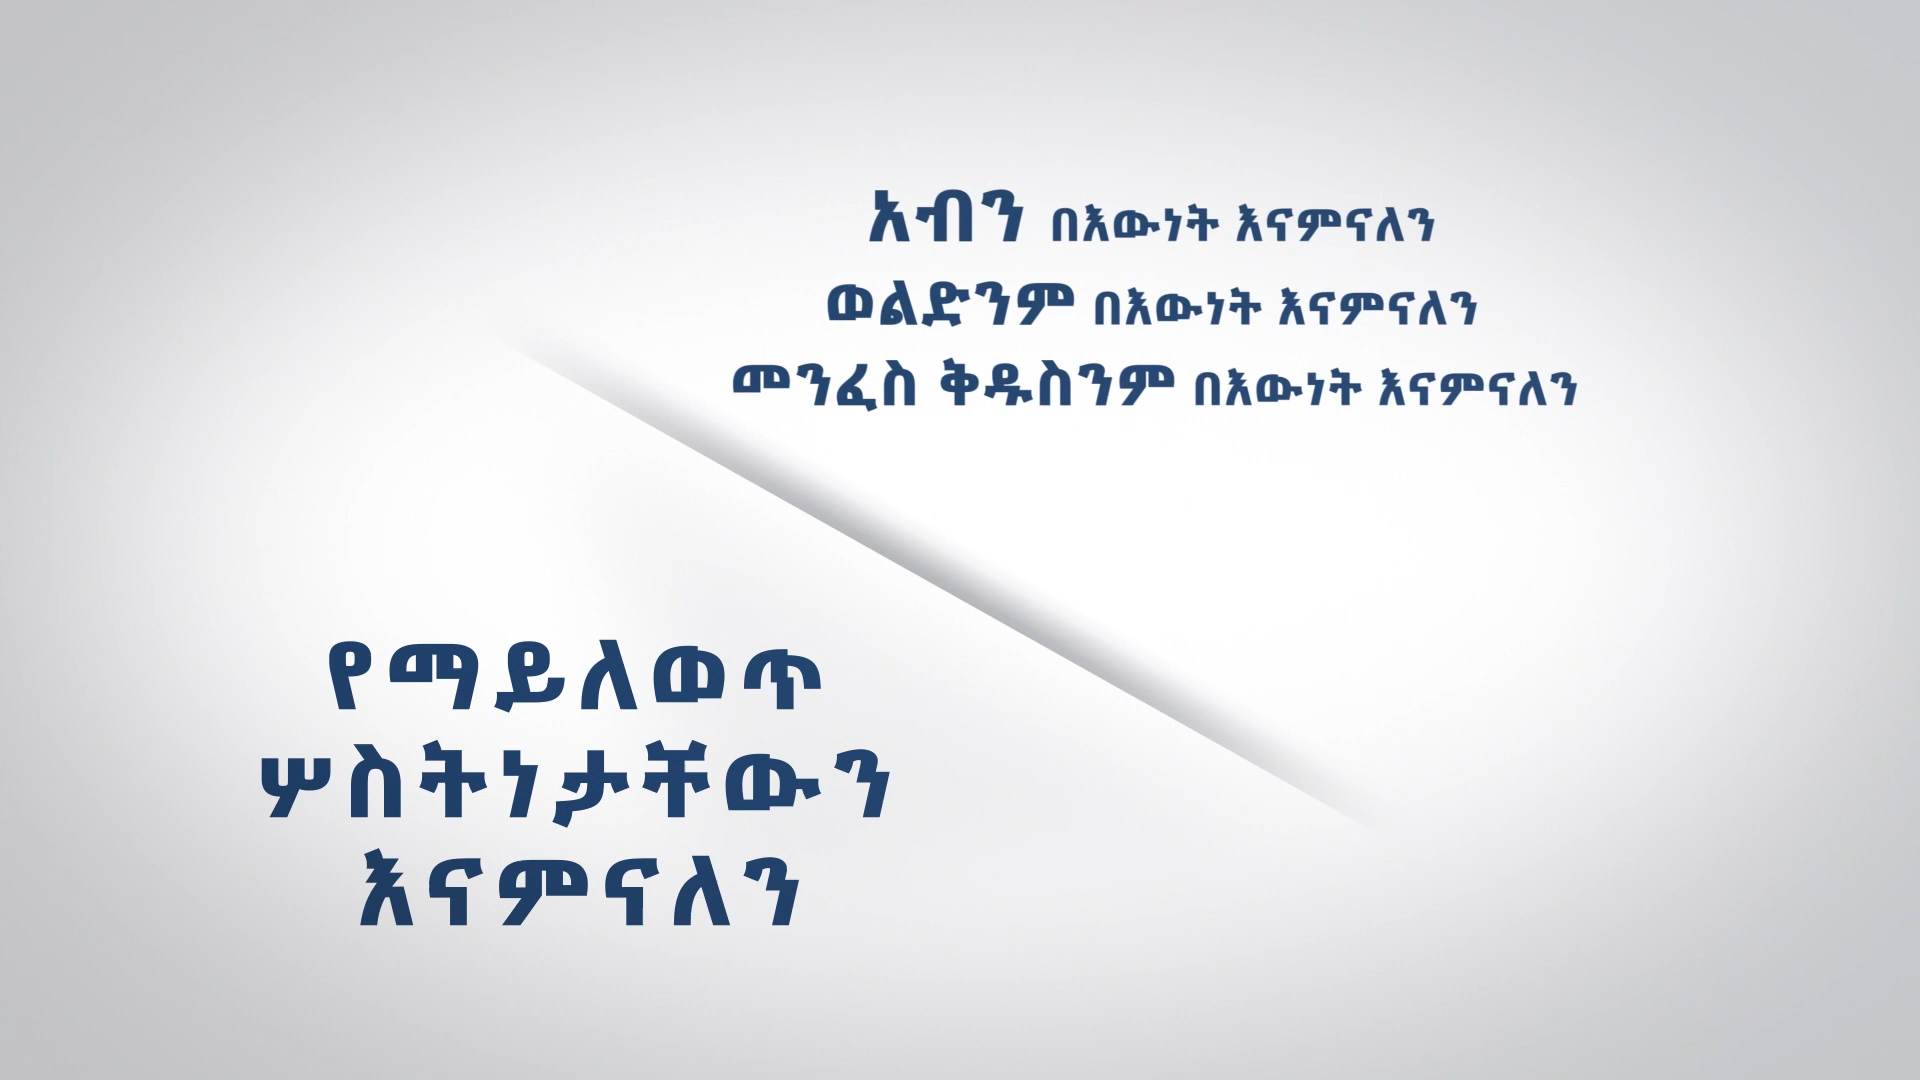 አብን በእውነት እናምናለን
ወልድንም በእውነት እናምናለን
መንፈስ ቅዱስንም በእውነት እናምናለን
የማይለወጥ
ሦስትነታቸውን
እናምናለን